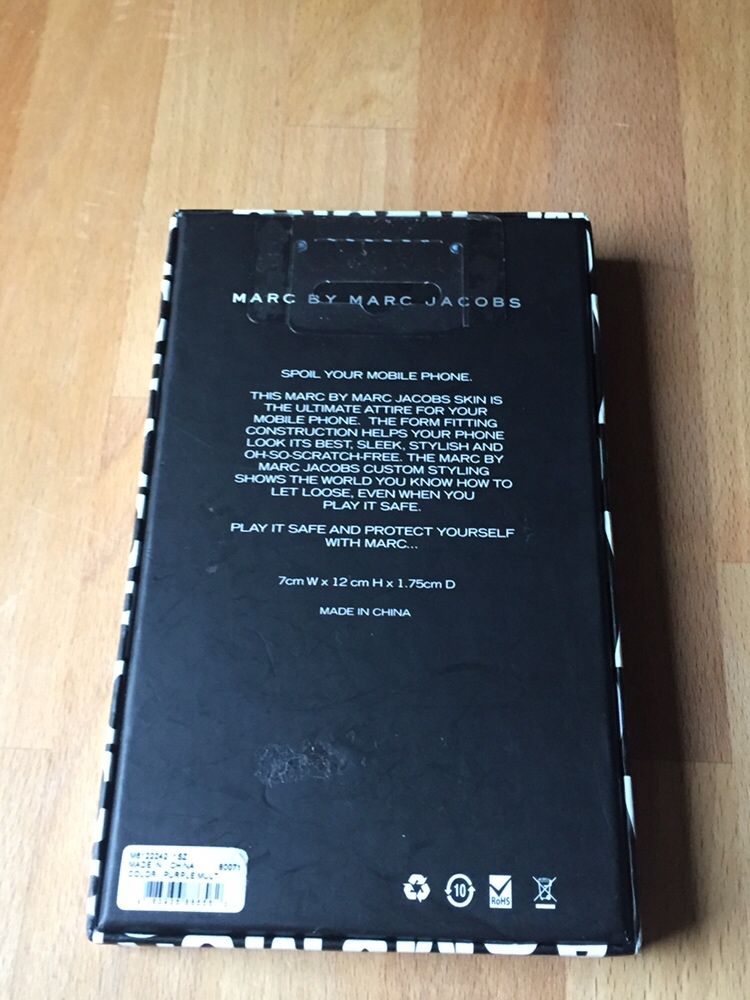 MARC BY MARC JACOBS
SPOIL YOUR MOBILE PHONE.
THIS MARC BY MARC JACOBS SKIN IS
THE ULTIMATE ATTIRE FOR YOUR
MOBILE PHONE. THE FORM FITTING
CONSTRUCTION HELPS YOUR PHONE
LOOK ITS BEST, SLEEK, STYLISH AND
OH-SO-SCRATCH-FREE. THE MARC BY
MARC JACOBS CUSTOM STYLING
SHOWS THE WORLD YOU KNOW HOW TO
LET LOOSE, EVEN WHEN YOU
PLAY IT SAFE.
PLAY IT SAFE AND PROTECT YOURSELF
WITH MARC...
7cm W x 12 cm H x 1.75cm D
MADE IN CHINA
MADE IN CHINA 80071
COLOR PURPLE MULT
10
RoHS